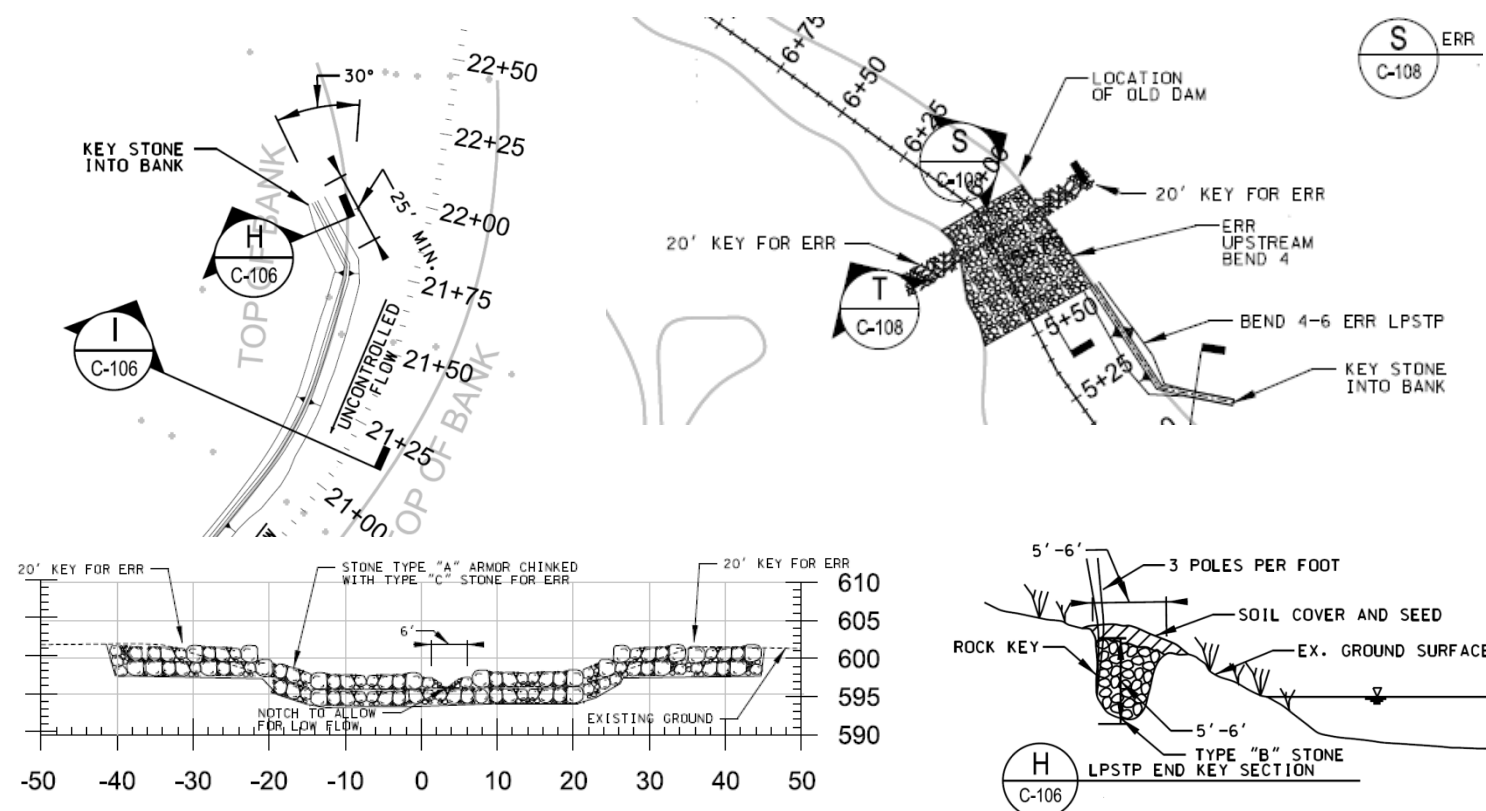 30°
KEY STONE
INTO BANK
22+50
22+25
22+00
21+75
21+50
21+25
21+00
25' MIN.
H
C-106
I
C-106
TOP OF BANK
UNCONTROLLED
FLOW
TOP OF BANK
6+75
6+50
6+25
6+00
5+50
5+25
S
C-108
LOCATION
OF OLD DAM
S
C-108
ERR
20' KEY FOR ERR
20' KEY FOR ERR
ERR
UPSTREAM
BEND 4
T
C-108
BEND 4-6 ERR LPSTP
KEY STONE
INTO BANK
20' KEY FOR ERR
STONE TYPE "A" ARMOR CHINKED
WITH TYPE "C" STONE FOR ERR
20' KEY FOR ERR
6'
NOTCH TO ALLOW
FOR LOW FLOW
EXISTING GROUND
610
605
600
595
590
-50 -40 -30 -20 -10 0 10 20 30 40 50
5'-6'
3 POLES PER FOOT
SOIL COVER AND SEED
ROCK KEY
EX. GROUND SURFACE
5'-6'
TYPE "B" STONE
H
C-106
LPSTP END KEY SECTION